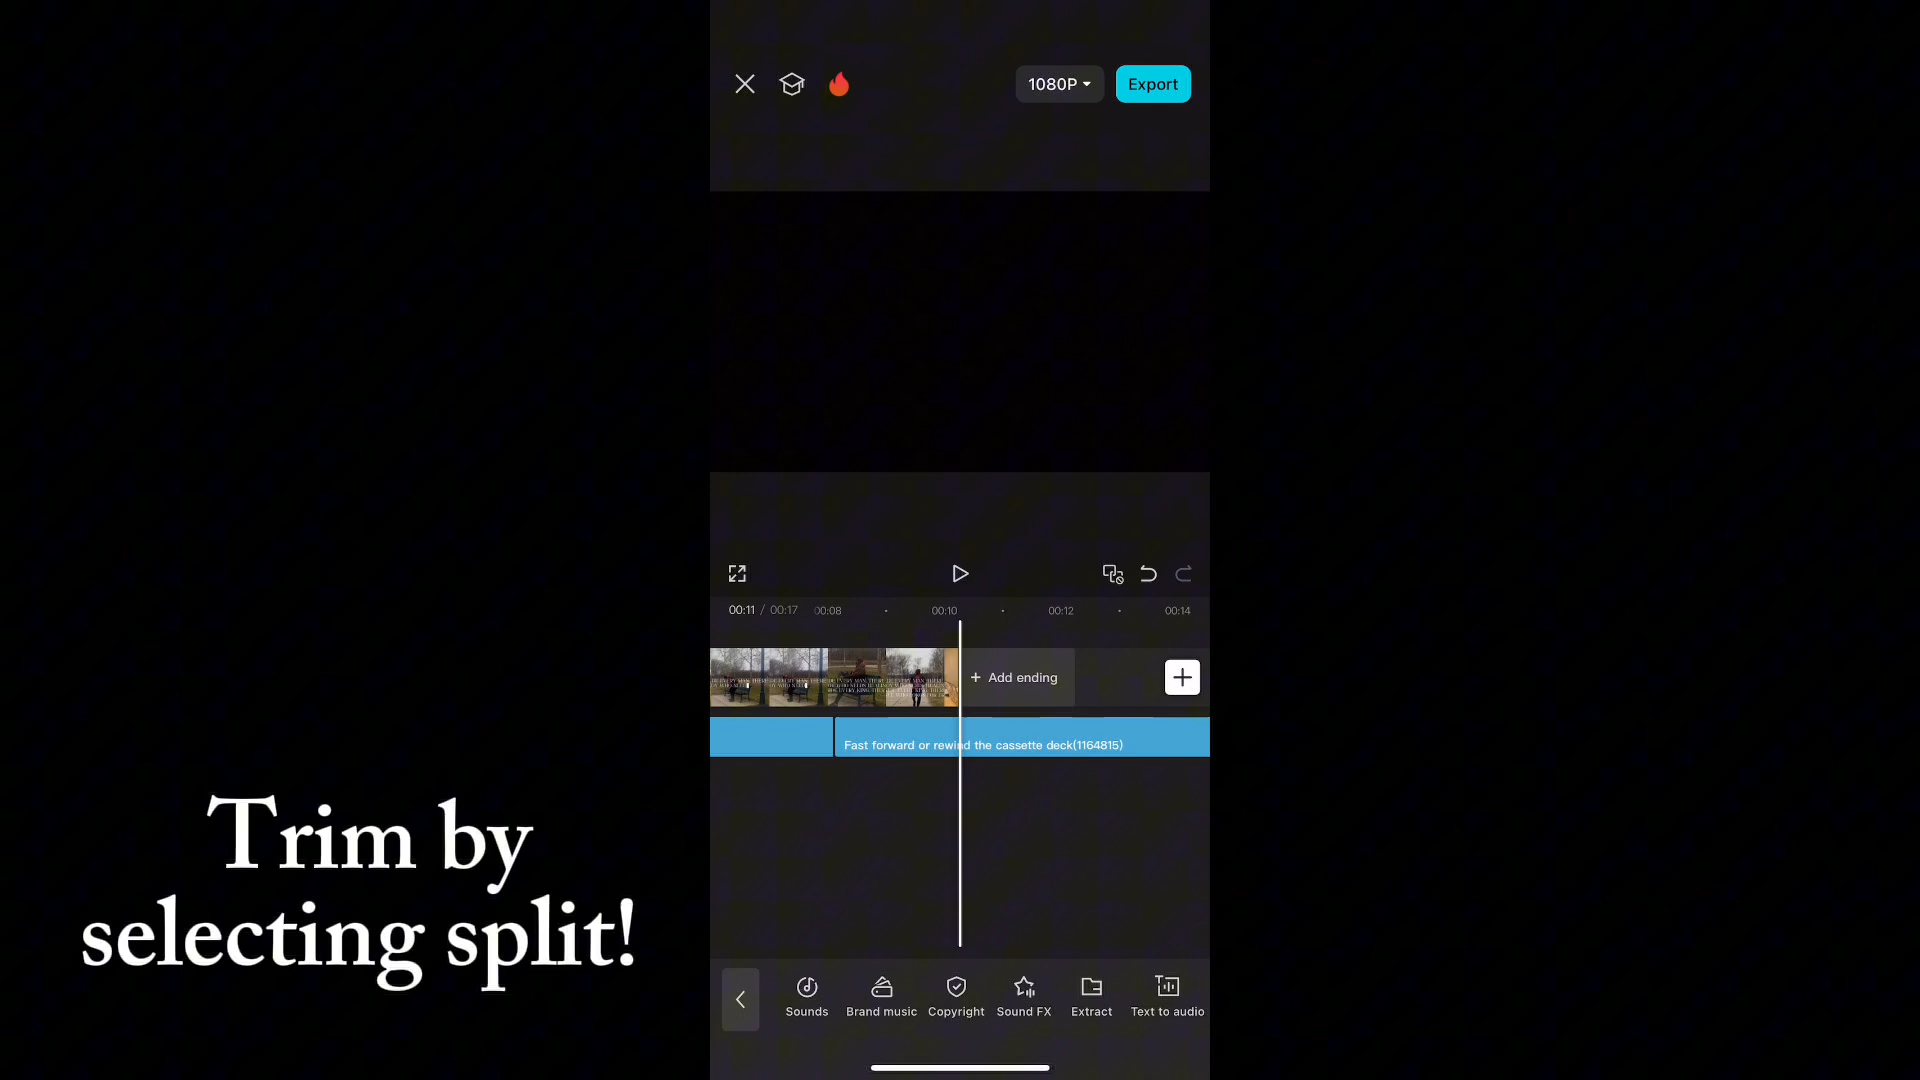 1080P
Export
00:11 / 00:17
00:08
00:10
00:12
00:14
+ Add ending
Fast forward or rewind the cassette deck(1164815)
Trim by
selecting split!
Sounds
Brand music
Copyright
Sound FX
Extract
Text to audio